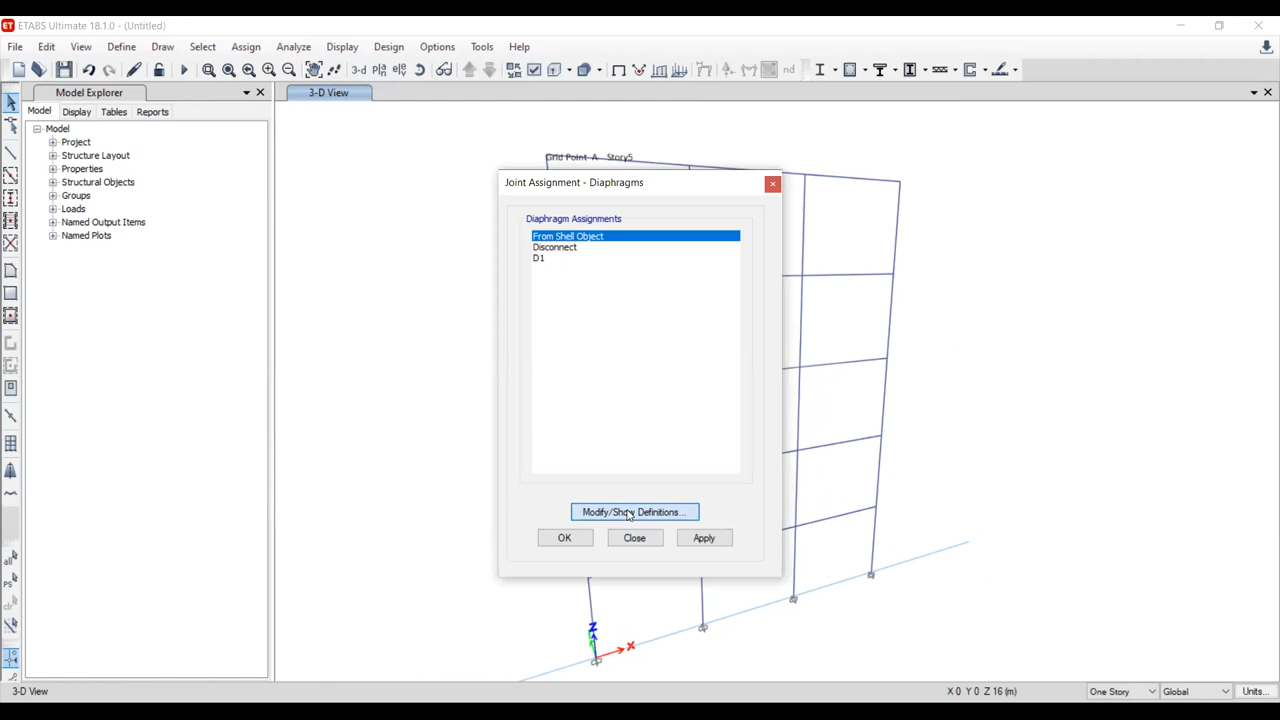 ET ETABS Ultimate 18.1.0 - (Untitled)
File Edit View Define Draw Select Assign Analyze Display Design Options Tools Help
3-d nd
Model Explorer
3-D View
Model Display Tables Reports
Model
Project
Structure Layout
Properties
Structural Objects
Groups
Loads
Named Output Items
Named Plots
Grid Point A Story5
Joint Assignment - Diaphragms
Diaphragm Assignments
From Shell Object
Disconnect
D1
Modify/Show Definitions...
OK Close Apply
all
PS
clr
Z
X
3-D View
X 0 Y 0 Z 16 (m)
One Story
Global
Units...